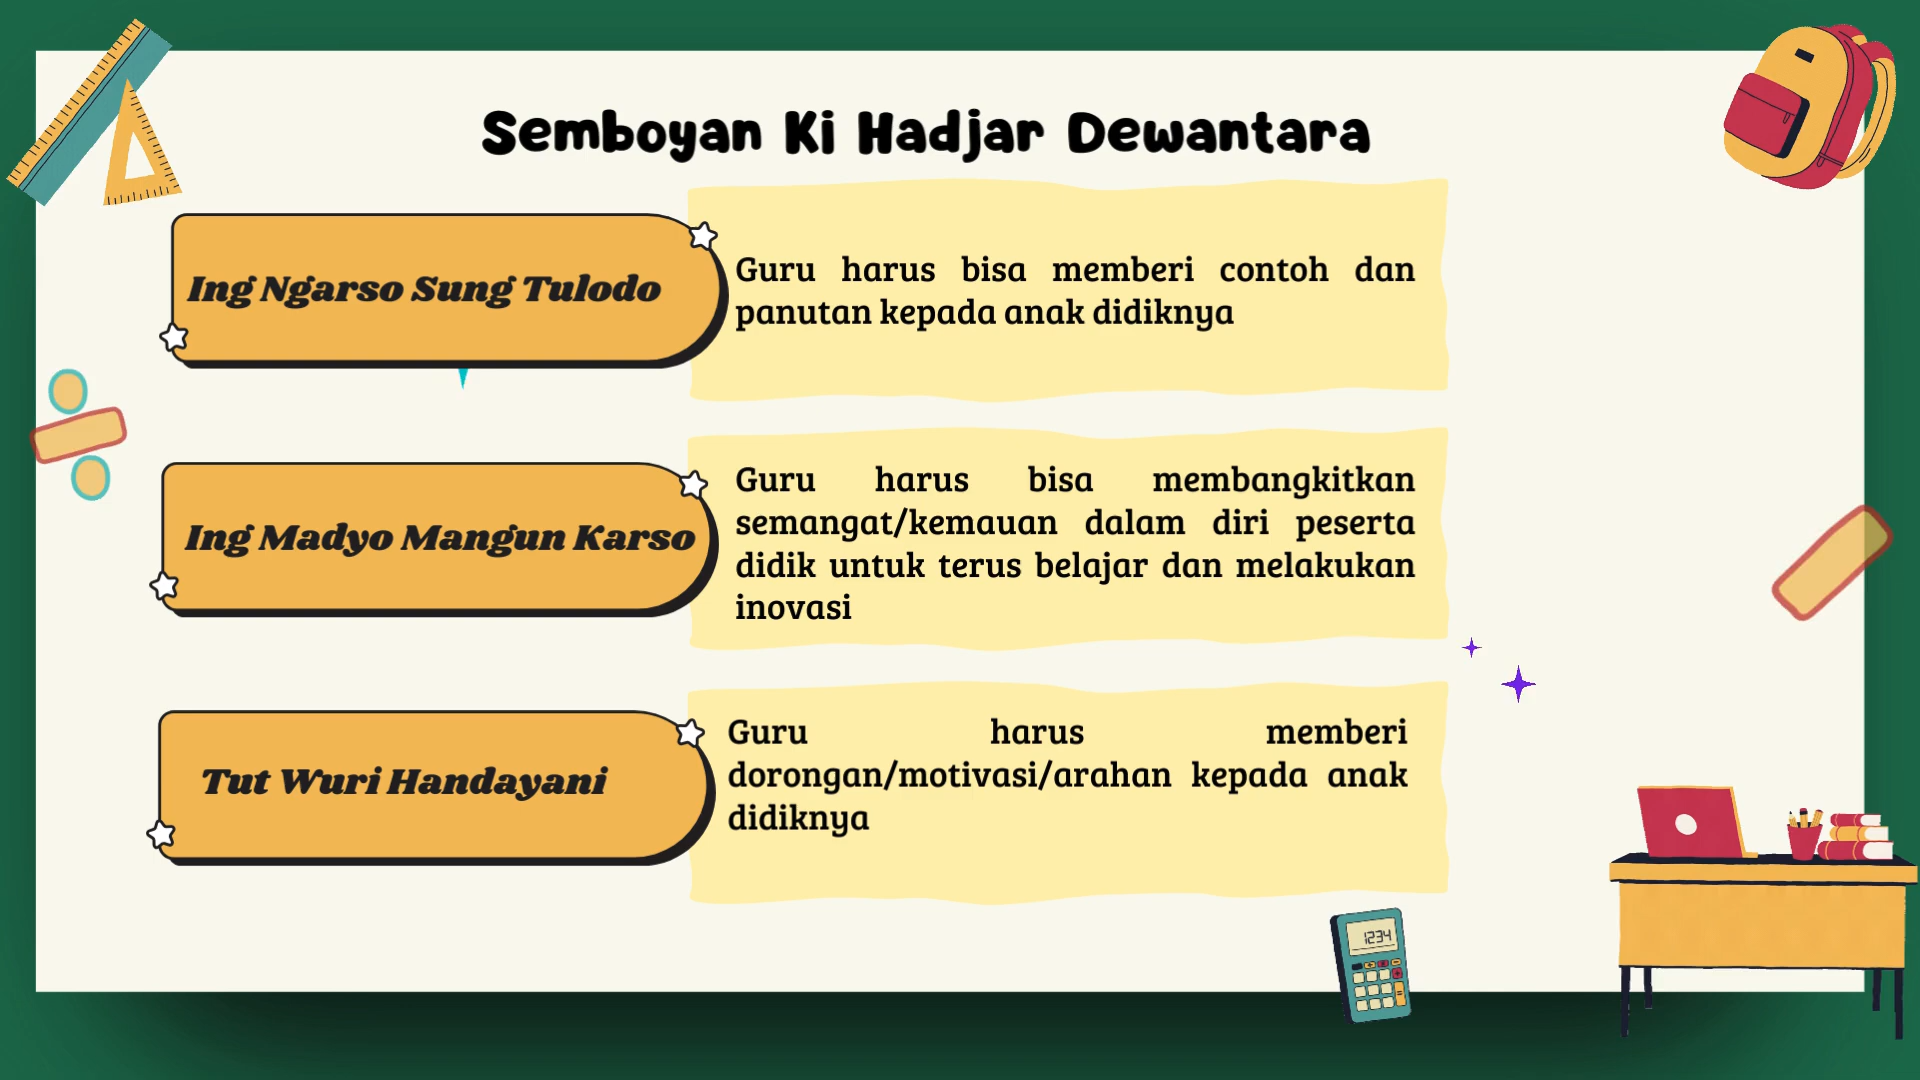 Semboyan Ki Hadjar Dewantara
Ing Ngarso Sung Tulodo
Guru harus bisa memberi contoh dan
panutan kepada anak didiknya
Ing Madyo Mangun Karso
Guru harus bisa membangkitkan
semangat/kemauan dalam diri peserta
didik untuk terus belajar dan melakukan
inovasi
Tut Wuri Handayani
Guru harus memberi
dorongan/motivasi/arahan kepada anak
didiknya
1234